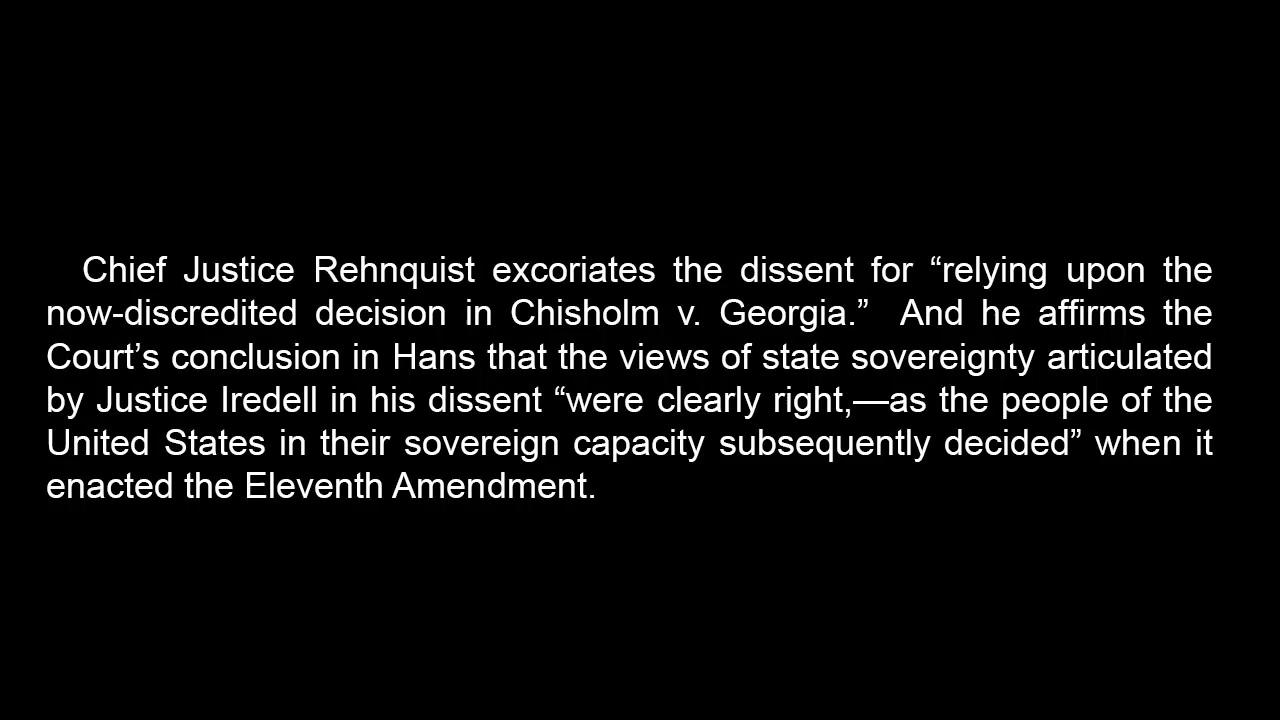 Chief Justice Rehnquist excoriates the dissent for “relying upon the
now-discredited decision in Chisholm v. Georgia.”  And he affirms the
Court’s conclusion in Hans that the views of state sovereignty articulated
by Justice Iredell in his dissent “were clearly right,—as the people of the
United States in their sovereign capacity subsequently decided” when it
enacted the Eleventh Amendment.